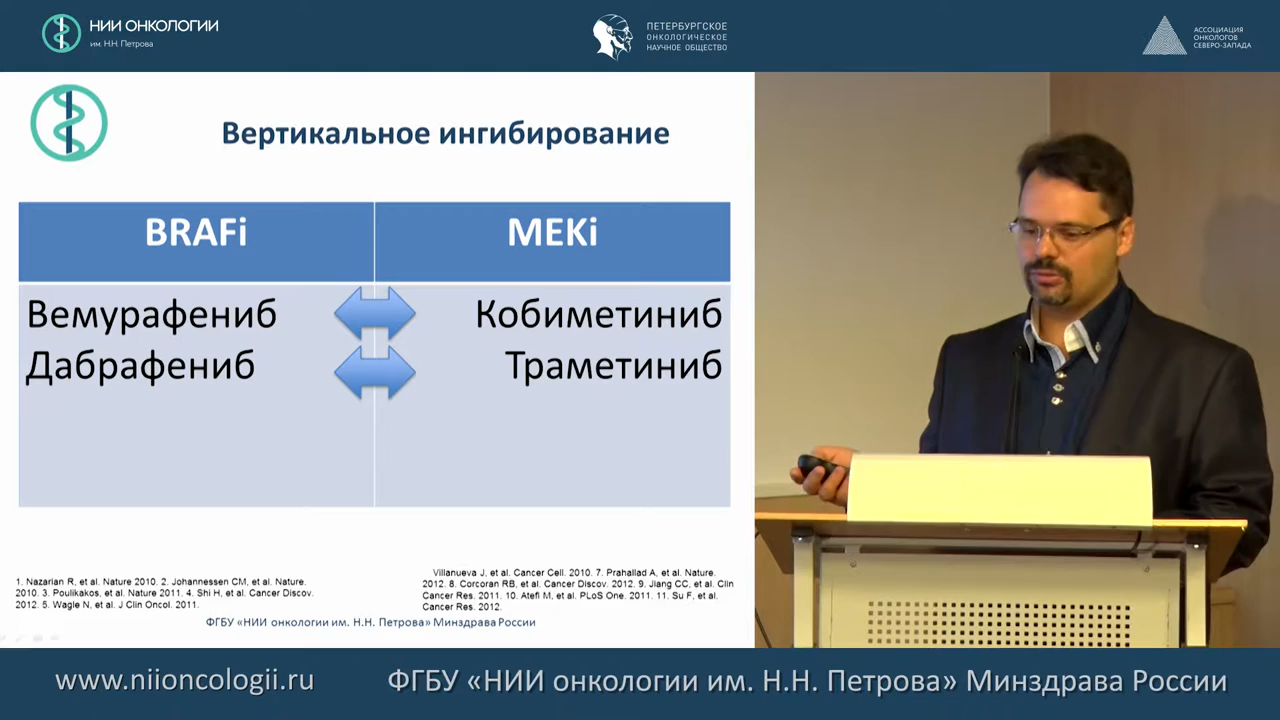 НИИ ОНКОЛОГИИ
им. Н.Н. Петрова
ПЕТЕРБУРГСКОЕ
ОНКОЛОГИЧЕСКОЕ
НАУЧНОЕ ОБЩЕСТВО
АССОЦИАЦИЯ
ОНКОЛОГОВ
СЕВЕРО-ЗАПАДА
Вертикальное ингибирование
BRAFi
MEKi
Вемурафениб
Кобиметиниб
Дабрафениб
Траметиниб
1. Nazarian R, et al. Nature 2010. 2. Johannessen CM, et al. Nature.
2010. 3. Poulikakos, et al. Nature 2011. 4. Shi H, et al. Cancer Discov.
2012. 5. Wagle N, et al. J Clin Oncol. 2011.
Villanueva J, et al. Cancer Cell. 2010. 7. Prahallad A, et al. Nature.
2012. 8. Corcoran RB, et al. Cancer Discov. 2012. 9. Jiang CC, et al. Clin
Cancer Res. 2011. 10. Atefi M, et al. PLoS One. 2011. 11. Su F, et al.
Cancer Res. 2012.
ФГБУ «НИИ онкологии им. Н.Н. Петрова» Минздрава России
www.niioncologii.ru
ФГБУ «НИИ онкологии им. Н.Н. Петрова» Минздрава России